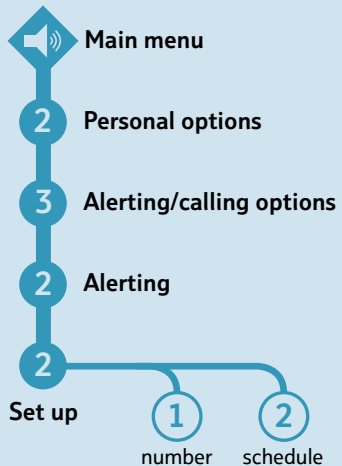 Main menu
2 Personal options
3 Alerting/calling options
2 Alerting
2
Set up
1 2
number schedule